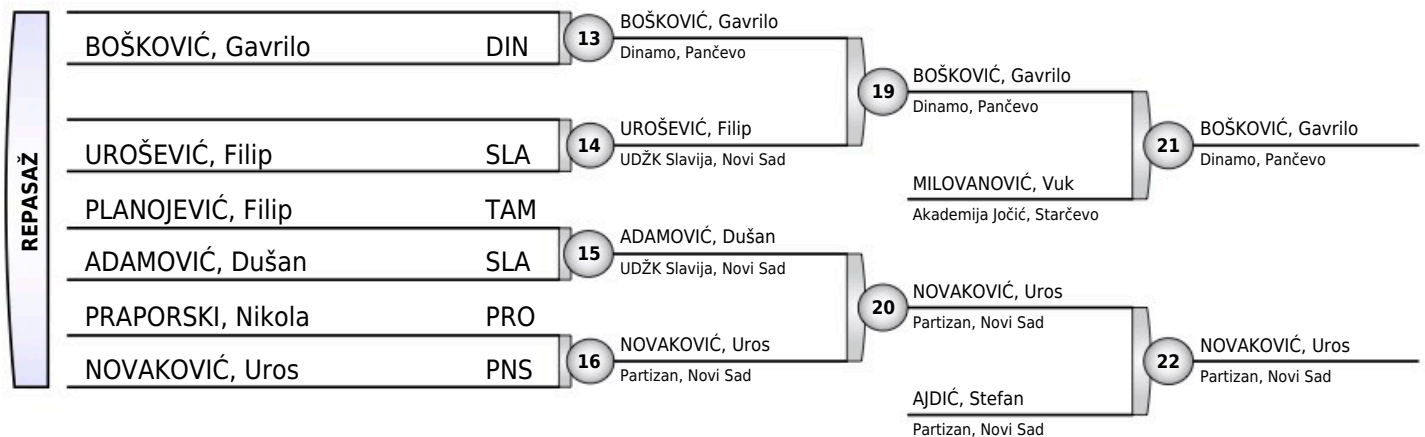 REPASAŽ
BOŠKOVIĆ, Gavrilo DIN
UROŠEVIĆ, Filip SLA
PLANOJEVIĆ, Filip TAM
ADAMOVIĆ, Dušan SLA
PRAPORSKI, Nikola PRO
NOVAKOVIĆ, Uros PNS
13
BOŠKOVIĆ, Gavrilo
Dinamo, Pančevo
14
UROŠEVIĆ, Filip
UDŽK Slavija, Novi Sad
15
ADAMOVIĆ, Dušan
UDŽK Slavija, Novi Sad
16
NOVAKOVIĆ, Uros
Partizan, Novi Sad
19
BOŠKOVIĆ, Gavrilo
Dinamo, Pančevo
MILOVANOVIĆ, Vuk
Akademija Jočić, Starčevo
20
NOVAKOVIĆ, Uros
Partizan, Novi Sad
AJDIĆ, Stefan
Partizan, Novi Sad
21
BOŠKOVIĆ, Gavrilo
Dinamo, Pančevo
22
NOVAKOVIĆ, Uros
Partizan, Novi Sad